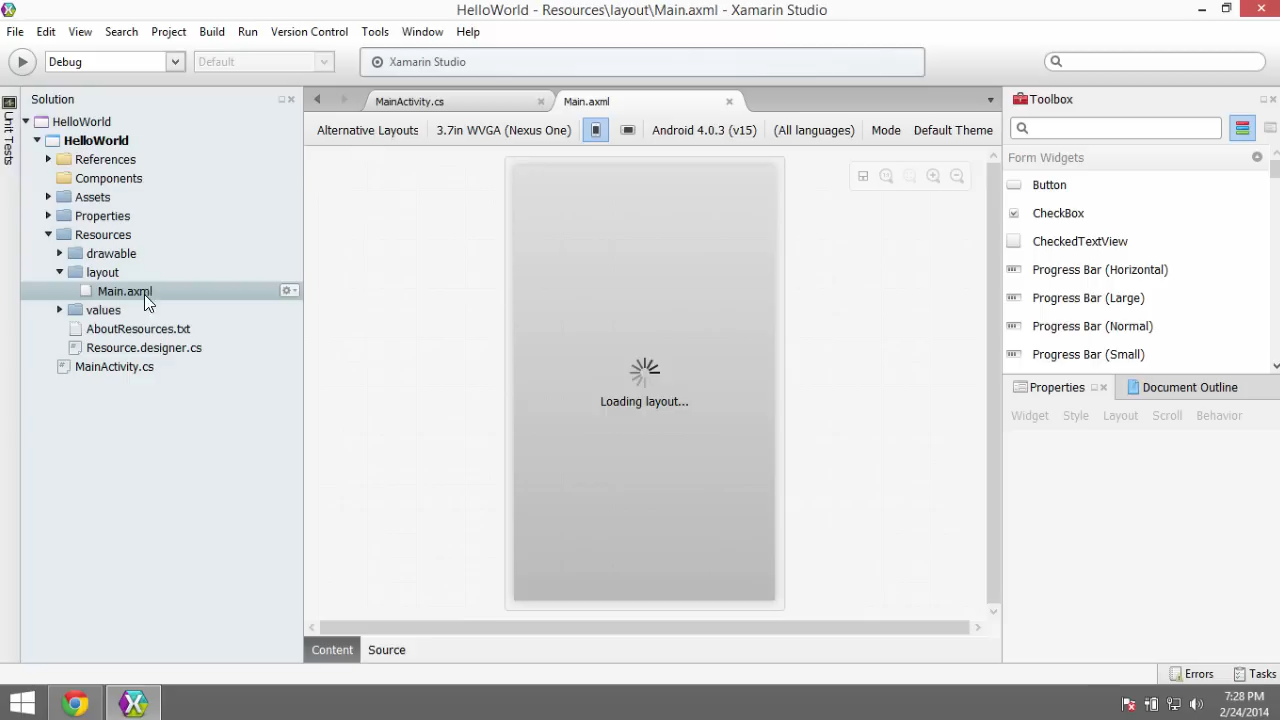 HelloWorld - Resources\layout\Main.axml - Xamarin Studio
File Edit View Search Project Build Run Version Control Tools Window Help
Debug Default Xamarin Studio
Unit Tests
Solution
HelloWorld
HelloWorld
References
Components
Assets
Properties
Resources
drawable
layout
Main.axml
values
AboutResources.txt
Resource.designer.cs
MainActivity.cs
MainActivity.cs Main.axml
Alternative Layouts 3.7in WVGA (Nexus One) Android 4.0.3 (v15) (All languages) Mode Default Theme
Loading layout...
Content Source
Toolbox
Form Widgets
Button
CheckBox
CheckedTextView
Progress Bar (Horizontal)
Progress Bar (Large)
Progress Bar (Normal)
Progress Bar (Small)
Properties Document Outline
Widget Style Layout Scroll Behavior
Errors Tasks
7:28 PM
2/24/2014